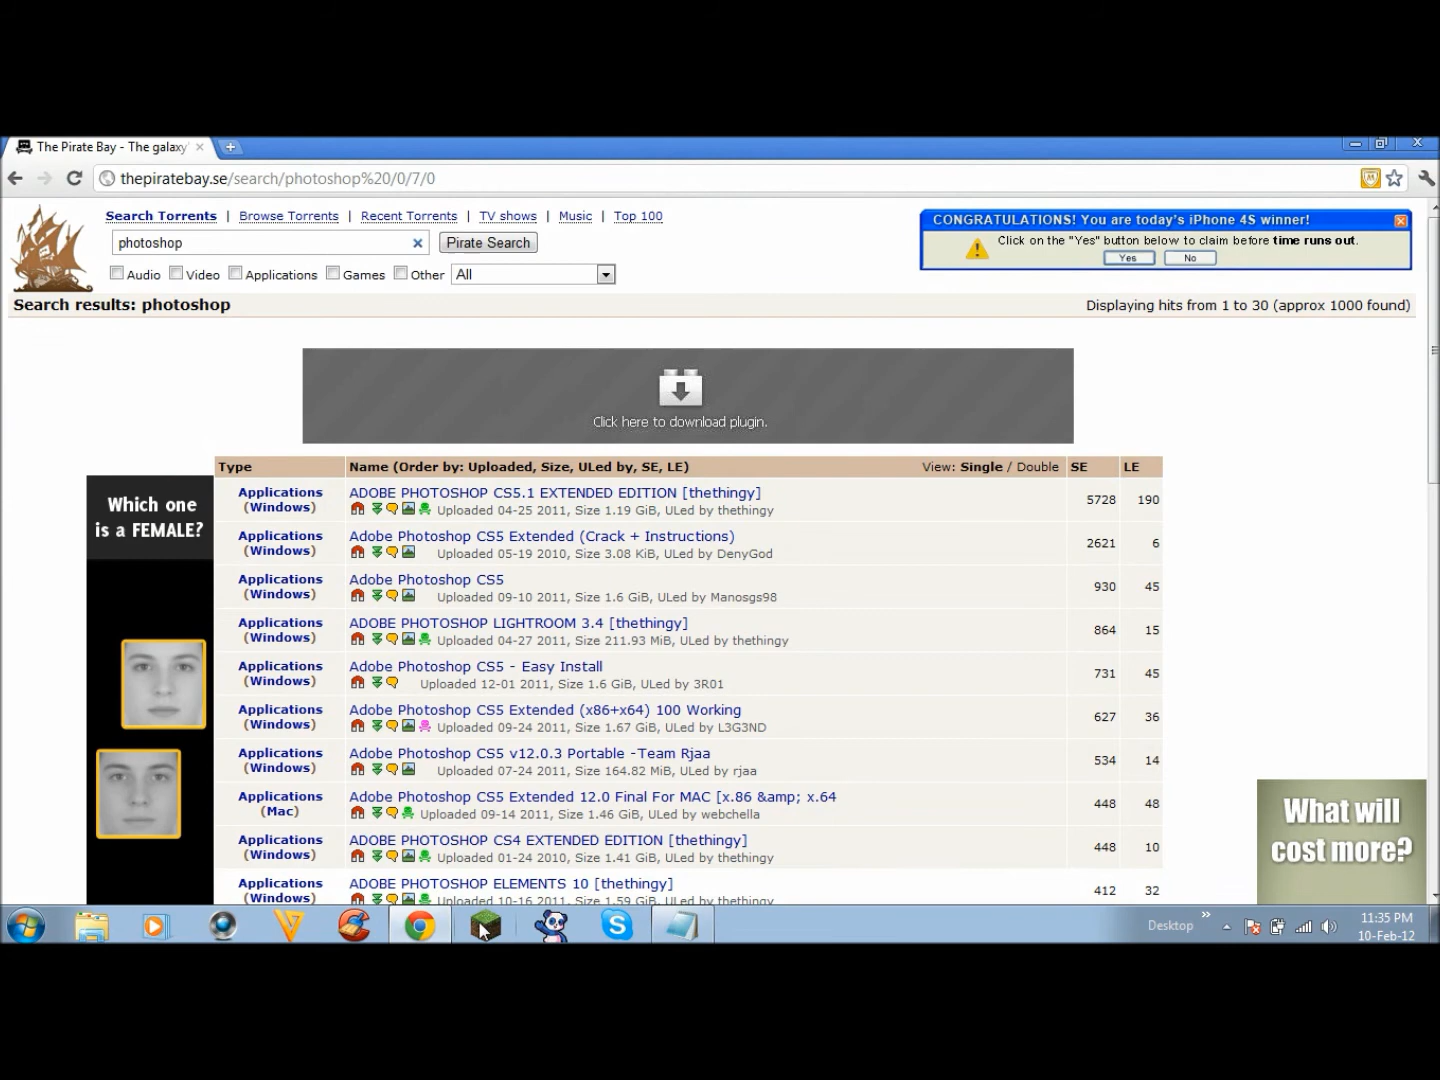 The Pirate Bay - The galaxy'
thepiratebay.se/search/photoshop%20/0/7/0
Search Torrents | Browse Torrents | Recent Torrents | TV shows | Music | Top 100
photoshop
Pirate Search
Audio Video Applications Games Other All
CONGRATULATIONS! You are today's iPhone 4S winner!
Click on the "Yes" button below to claim before time runs out.
Yes No
Search results: photoshop
Displaying hits from 1 to 30 (approx 1000 found)
Click here to download plugin.
Type Name (Order by: Uploaded, Size, ULed by, SE, LE) View: Single / Double SE LE
Which one
is a FEMALE?
Applications
(Windows)
ADOBE PHOTOSHOP CS5.1 EXTENDED EDITION [thethingy]
Uploaded 04-25 2011, Size 1.19 GiB, ULed by thethingy
5728 190
Applications
(Windows)
Adobe Photoshop CS5 Extended (Crack + Instructions)
Uploaded 05-19 2010, Size 3.08 KiB, ULed by DenyGod
2621 6
Applications
(Windows)
Adobe Photoshop CS5
Uploaded 09-10 2011, Size 1.6 GiB, ULed by Manosgs98
930 45
Applications
(Windows)
ADOBE PHOTOSHOP LIGHTROOM 3.4 [thethingy]
Uploaded 04-27 2011, Size 211.93 MiB, ULed by thethingy
864 15
Applications
(Windows)
Adobe Photoshop CS5 - Easy Install
Uploaded 12-01 2011, Size 1.6 GiB, ULed by 3R01
731 45
Applications
(Windows)
Adobe Photoshop CS5 Extended (x86+x64) 100 Working
Uploaded 09-24 2011, Size 1.67 GiB, ULed by L3G3ND
627 36
Applications
(Windows)
Adobe Photoshop CS5 v12.0.3 Portable -Team Rjaa
Uploaded 07-24 2011, Size 164.82 MiB, ULed by rjaa
534 14
Applications
(Mac)
Adobe Photoshop CS5 Extended 12.0 Final For MAC [x.86 &amp; x.64
Uploaded 09-14 2011, Size 1.46 GiB, ULed by webchella
448 48
Applications
(Windows)
ADOBE PHOTOSHOP CS4 EXTENDED EDITION [thethingy]
Uploaded 01-24 2010, Size 1.41 GiB, ULed by thethingy
448 10
Applications
(Windows)
ADOBE PHOTOSHOP ELEMENTS 10 [thethingy]
Uploaded 10-16 2011, Size 1.59 GiB, ULed by thethingy
412 32
What will
cost more?
Desktop
11:35 PM
10-Feb-12